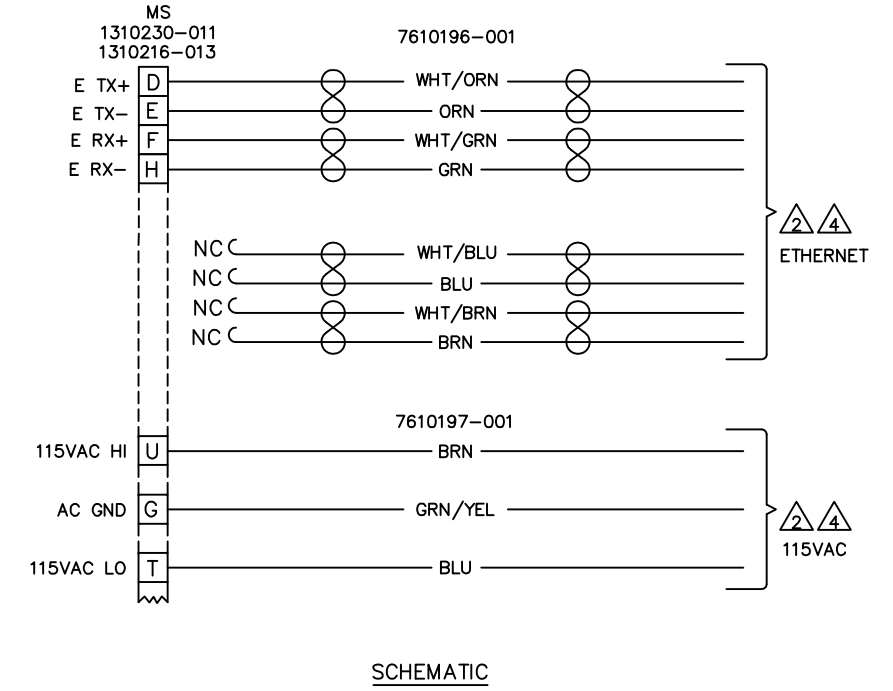 MS
1310230-011
1310216-013
7610196-001
E TX+ D WHT/ORN
E TX- E ORN
E RX+ F WHT/GRN
E RX- H GRN
2 4
ETHERNET
NC WHT/BLU
NC BLU
NC WHT/BRN
NC BRN
7610197-001
115VAC HI U BRN
AC GND G GRN/YEL
2 4
115VAC
115VAC LO T BLU
SCHEMATIC